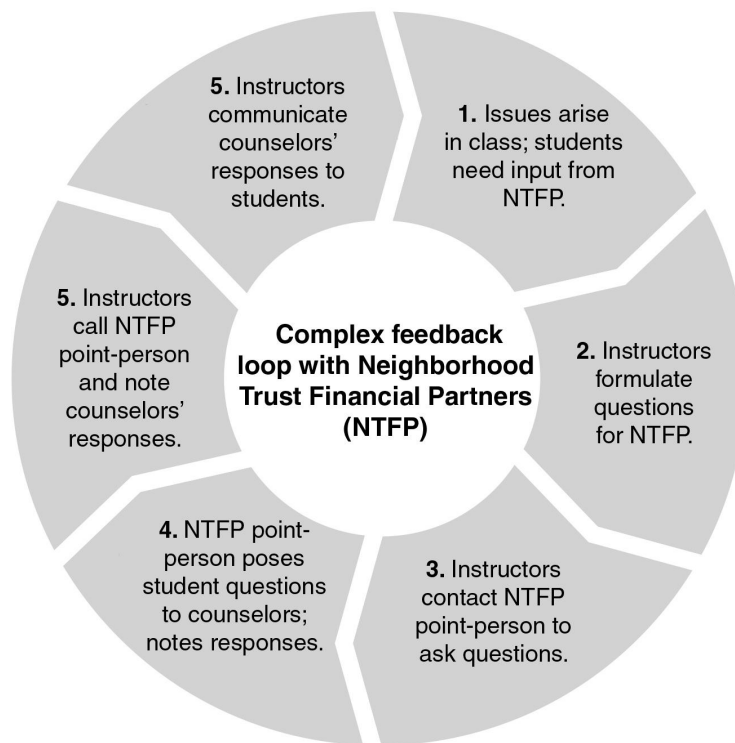 Complex feedback
loop with Neighborhood
Trust Financial Partners
(NTFP)
1. Issues arise
in class; students
need input from
NTFP.
2. Instructors
formulate
questions
for NTFP.
3. Instructors
contact NTFP
point-person to
ask questions.
4. NTFP point-
person poses
student questions
to counselors;
notes responses.
5. Instructors
call NTFP
point-person
and note
counselors’
responses.
5. Instructors
communicate
counselors’
responses to
students.